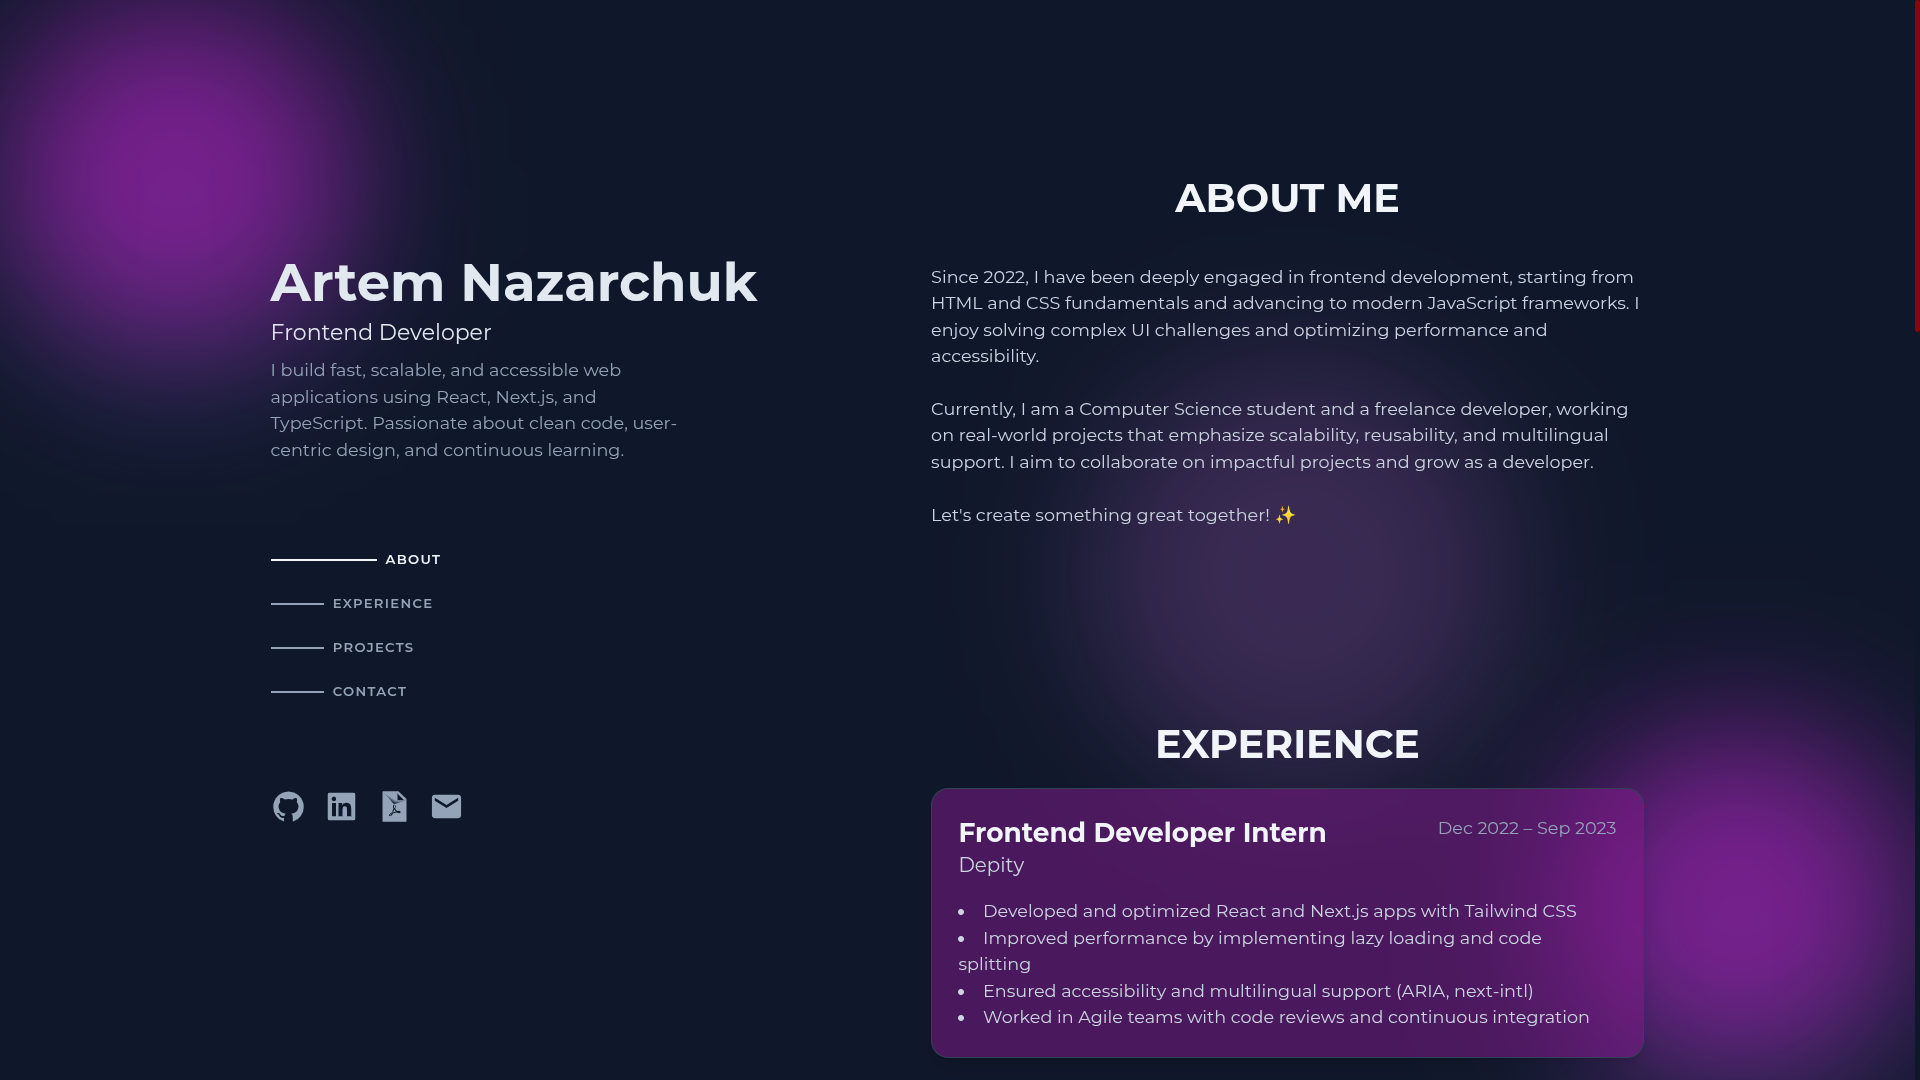 Artem Nazarchuk
Frontend Developer
I build fast, scalable, and accessible web
applications using React, Next.js, and
TypeScript. Passionate about clean code, user-
centric design, and continuous learning.
ABOUT
EXPERIENCE
PROJECTS
CONTACT
ABOUT ME
Since 2022, I have been deeply engaged in frontend development, starting from
HTML and CSS fundamentals and advancing to modern JavaScript frameworks. I
enjoy solving complex UI challenges and optimizing performance and
accessibility.
Currently, I am a Computer Science student and a freelance developer, working
on real-world projects that emphasize scalability, reusability, and multilingual
support. I aim to collaborate on impactful projects and grow as a developer.
Let's create something great together! ✨
EXPERIENCE
Frontend Developer Intern
Dec 2022 – Sep 2023
Depity
• Developed and optimized React and Next.js apps with Tailwind CSS
• Improved performance by implementing lazy loading and code
splitting
• Ensured accessibility and multilingual support (ARIA, next-intl)
• Worked in Agile teams with code reviews and continuous integration